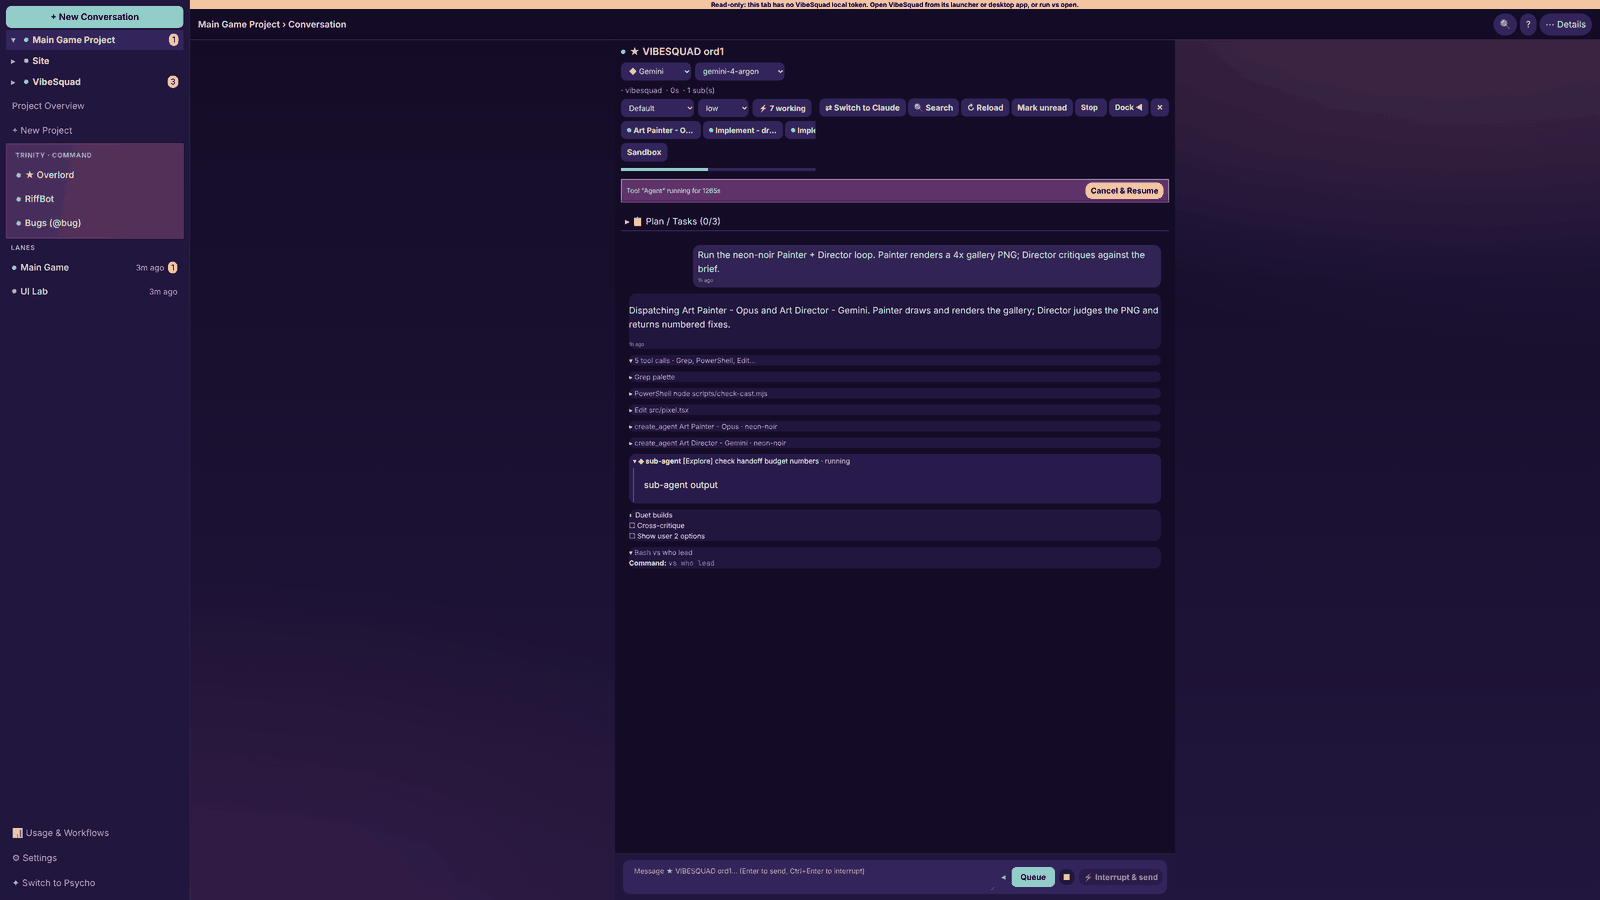 Read-only: this tab has no VibeSquad local token. Open VibeSquad from its launcher or desktop app, or run vs open.
+ New Conversation
Main Game Project 1
Site
VibeSquad 3
Project Overview
+ New Project
TRINITY · COMMAND
★ Overlord
RiffBot
Bugs (@bug)
LANES
Main Game 3m ago 1
UI Lab 3m ago
Usage & Workflows
Settings
Switch to Psycho
Main Game Project › Conversation
? ··· Details
★ VIBESQUAD ord1
Gemini gemini-4-argon
· vibesquad · 0s · 1 sub(s)
Default low ⚡ 7 working ⇄ Switch to Claude Search Reload Mark unread Stop Dock ✕
Art Painter - O... Implement - dr... Imple
Sandbox
Tool "Agent" running for 1265s Cancel & Resume
Plan / Tasks (0/3)
Run the neon-noir Painter + Director loop. Painter renders a 4x gallery PNG; Director critiques against the
brief.
1h ago
Dispatching Art Painter - Opus and Art Director - Gemini. Painter draws and renders the gallery; Director judges the PNG and
returns numbered fixes.
1h ago
5 tool calls · Grep, PowerShell, Edit...
Grep palette
PowerShell node scripts/check-cast.mjs
Edit src/pixel.tsx
create_agent Art Painter - Opus · neon-noir
create_agent Art Director - Gemini · neon-noir
sub-agent [Explore] check handoff budget numbers · running
sub-agent output
Duet builds
☐ Cross-critique
☐ Show user 2 options
Bash vs who lead
Command: vs who lead
Message ★ VIBESQUAD ord1... (Enter to send, Ctrl+Enter to interrupt)
Queue ⚡ Interrupt & send